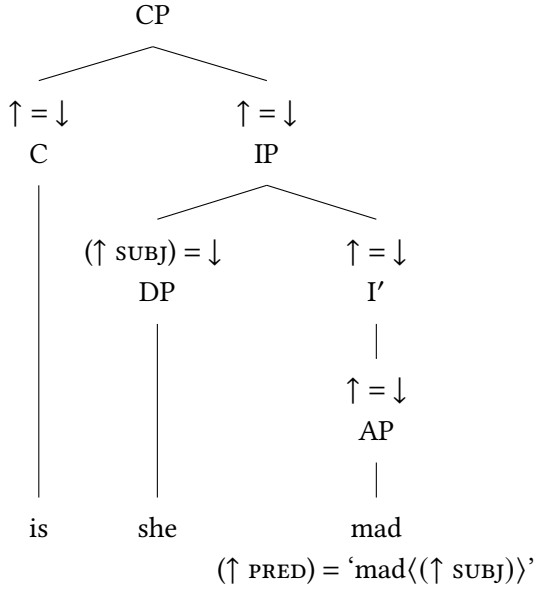 CP
↑ = ↓ ↑ = ↓
C IP
(↑ SUBJ) = ↓ ↑ = ↓
DP I′
↑ = ↓
AP
is she mad
(↑ PRED) = ‘mad⟨(↑ SUBJ)⟩’